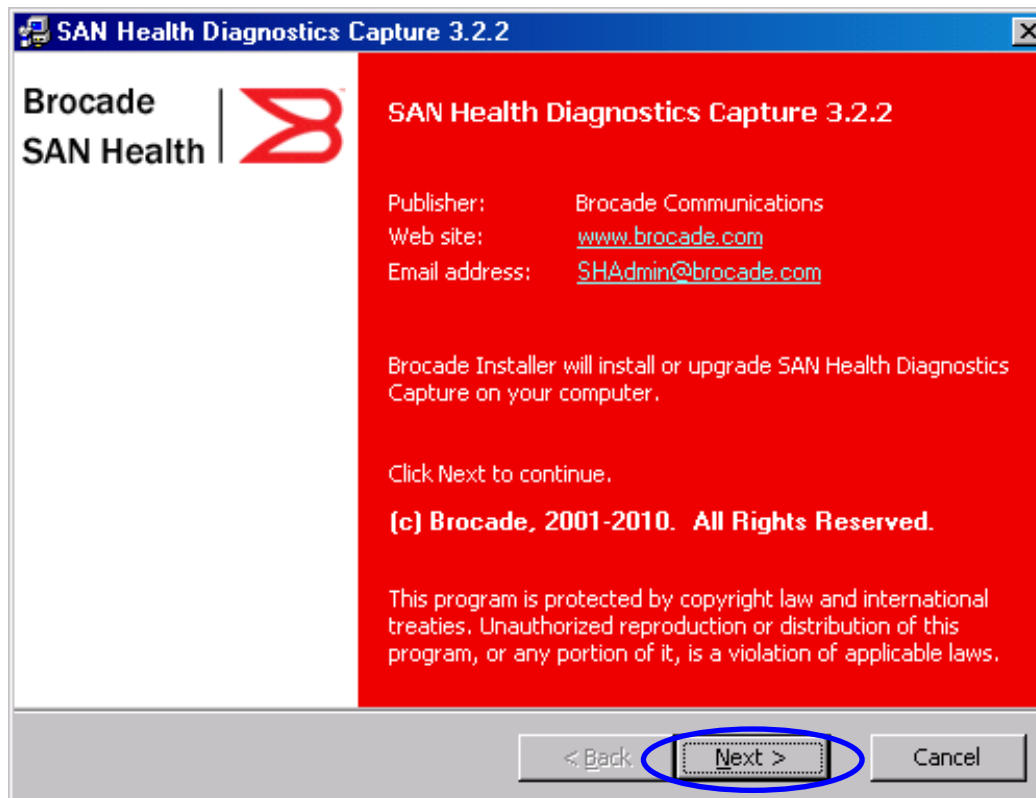 SAN Health Diagnostics Capture 3.2.2
Brocade
SAN Health
SAN Health Diagnostics Capture 3.2.2
Publisher: Brocade Communications
Web site: www.brocade.com
Email address: SHAdmin@brocade.com
Brocade Installer will install or upgrade SAN Health Diagnostics
Capture on your computer.
Click Next to continue.
(c) Brocade, 2001-2010. All Rights Reserved.
This program is protected by copyright law and international
treaties. Unauthorized reproduction or distribution of this
program, or any portion of it, is a violation of applicable laws.
< Back Next > Cancel